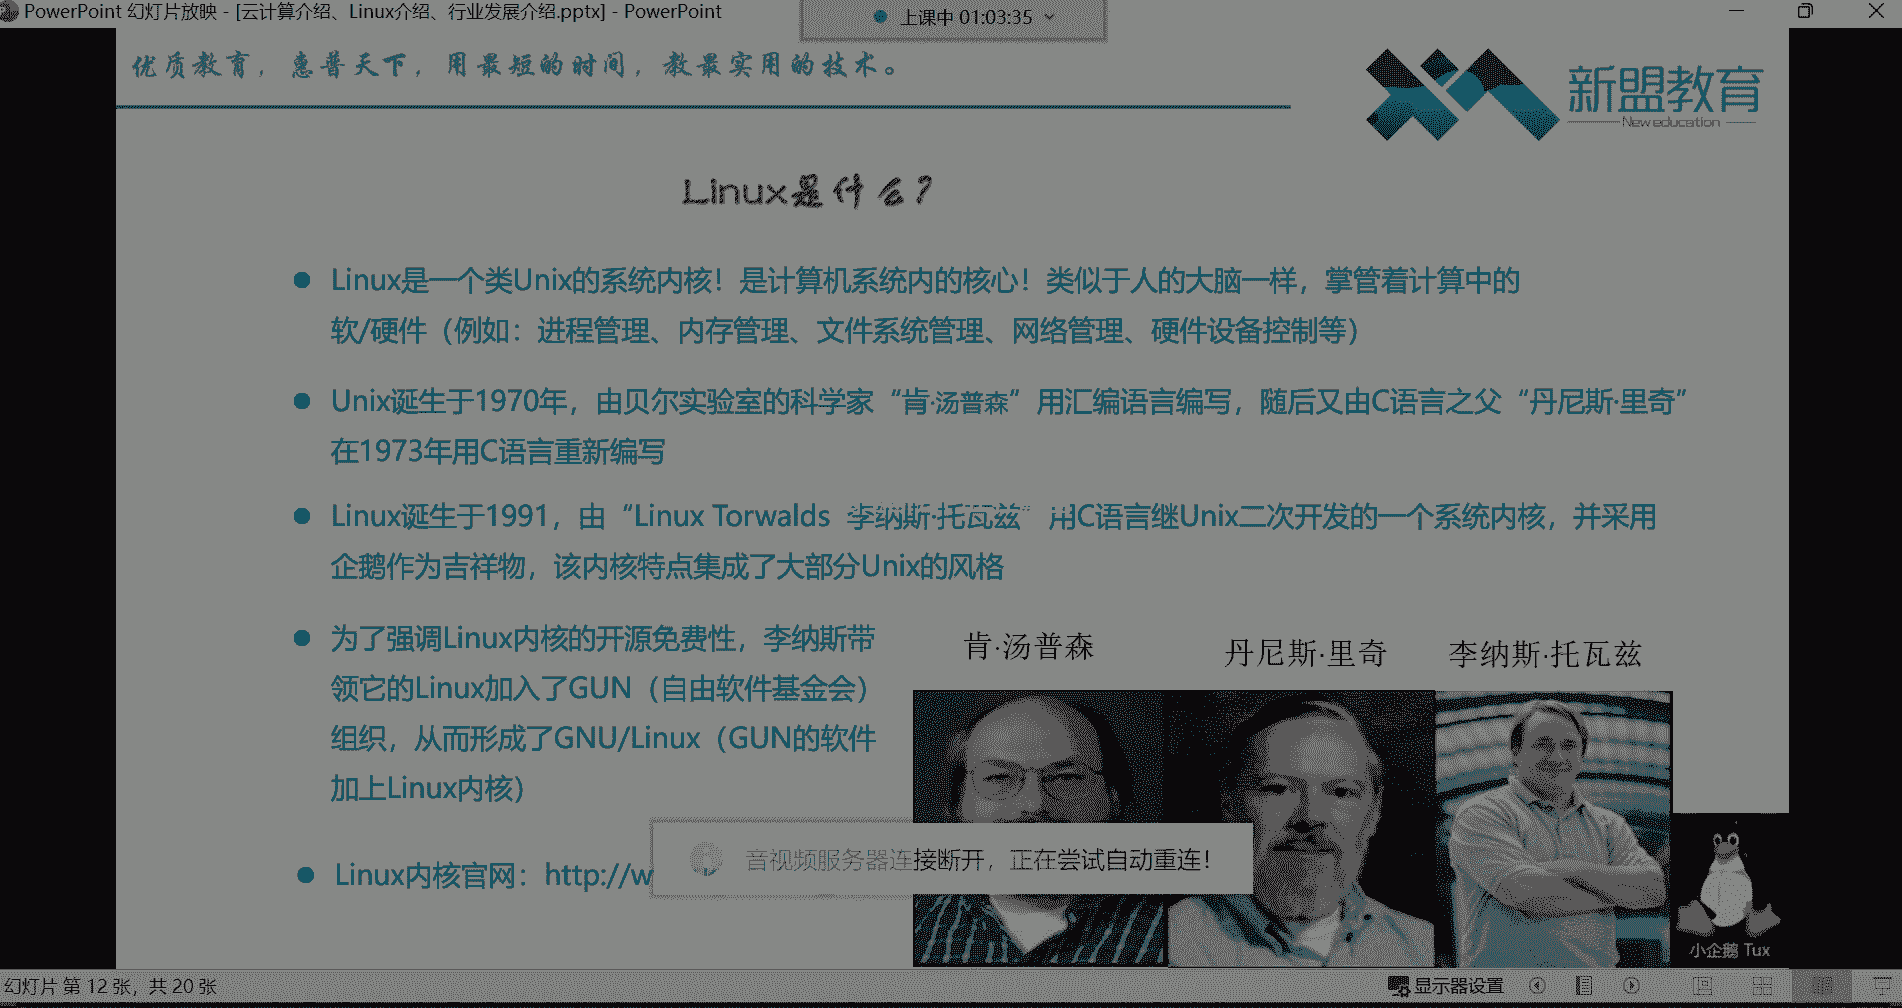 PowerPoint 幻灯片放映 - [云计算介绍、Linux介绍、行业发展介绍.pptx] - PowerPoint
上课中 01:03:35
优质教育，惠普天下，用最短的时间，教最实用的技术。
新盟教育
New education
Linux是什么？
Linux是一个类Unix的系统内核！是计算机系统内的核心！类似于人的大脑一样，掌管着计算中的
软/硬件（例如：进程管理、内存管理、文件系统管理、网络管理、硬件设备控制等）
Unix诞生于1970年，由贝尔实验室的科学家“肯·汤普森”用汇编语言编写，随后又由C语言之父“丹尼斯·里奇”
在1973年用C语言重新编写
Linux诞生于1991，由“Linux Torwalds 李纳斯·托瓦兹”用C语言继Unix二次开发的一个系统内核，并采用
企鹅作为吉祥物，该内核特点集成了大部分Unix的风格
为了强调Linux内核的开源免费性，李纳斯带
领它的Linux加入了GUN（自由软件基金会）
组织，从而形成了GNU/Linux（GUN的软件
加上Linux内核）
肯·汤普森
丹尼斯·里奇
李纳斯·托瓦兹
Linux内核官网：http://w
音视频服务器连接断开，正在尝试自动重连！
小企鹅 Tux
幻灯片 第 12 张，共 20 张
显示器设置